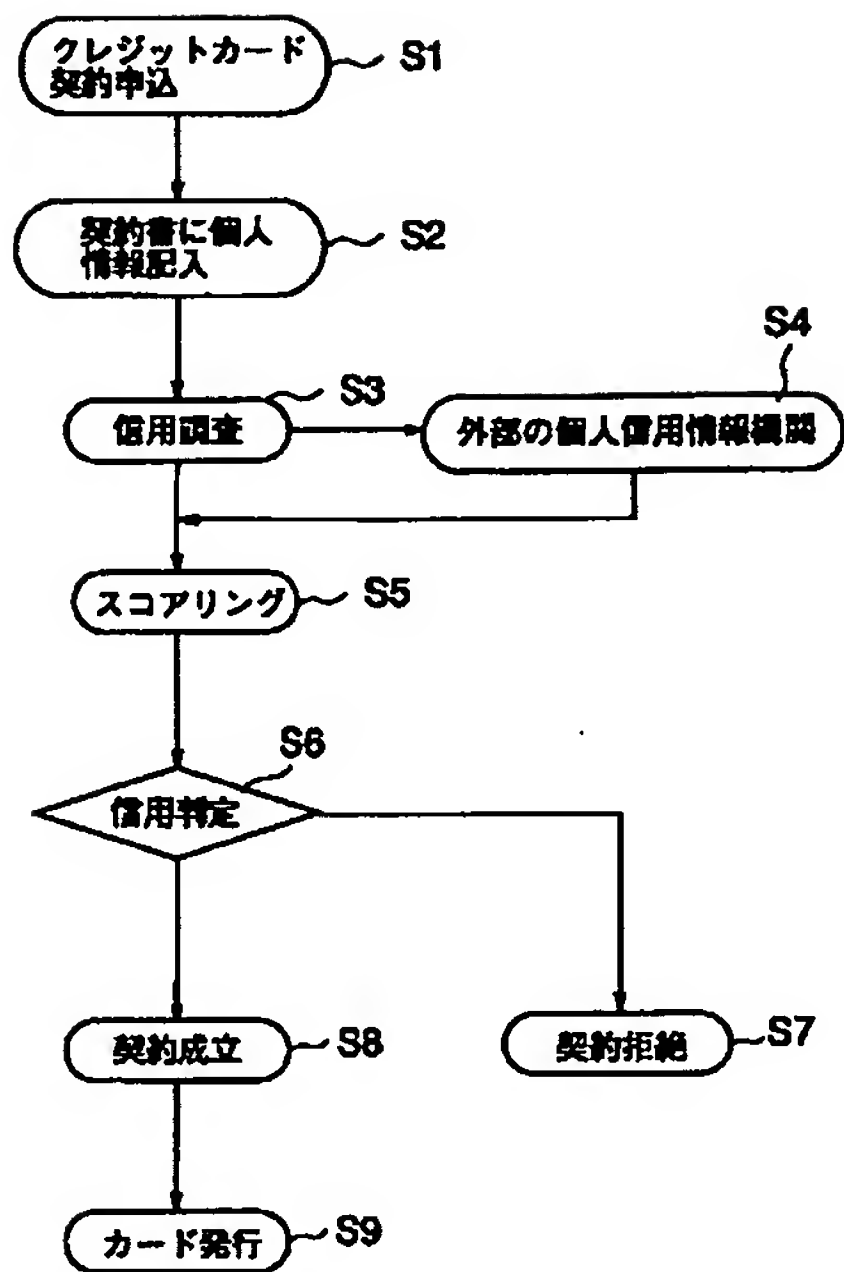 クレジットカード
契約申込
S1
契約書に個人
情報記入
S2
S3
信用調査
S4
外部の個人信用情報機関
スコアリング
S5
S6
信用判定
契約成立
S8
契約拒絶
S7
カード発行
S9